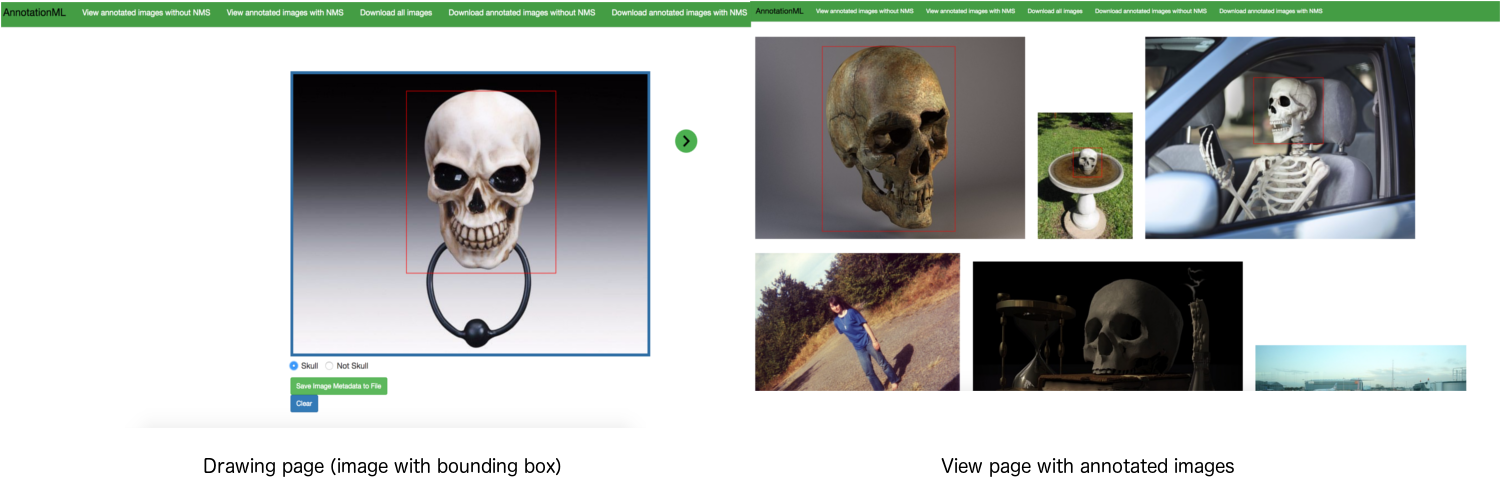 AnnotationML View annotated images without NMS View annotated images with NMS Download all images Download annotated images without NMS Download annotated images with NMS
AnnotationML View annotated images without NMS View annotated images with NMS Download all images Download annotated images without NMS Download annotated images with NMS
Skull Not Skull
Save Image Metadata to File
Clear
Drawing page (image with bounding box)
View page with annotated images